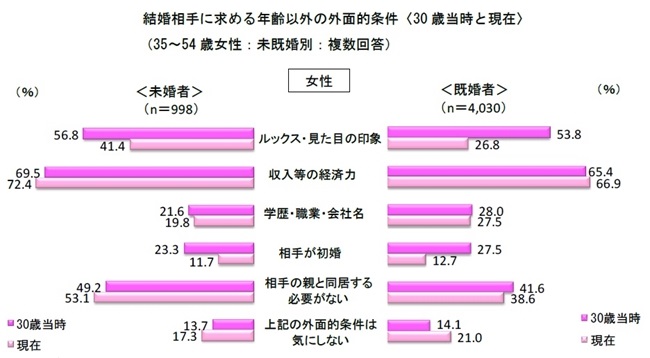 結婚相手に求める年齢以外の外面的条件〈30歳当時と現在〉
（35～54歳女性：未既婚別：複数回答）
女性
（%） ＜未婚者＞ ＜既婚者＞ （%）
（n＝998） （n＝4,030）
56.8 ルックス・見た目の印象 53.8
41.4 26.8
69.5 収入等の経済力 65.4
72.4 66.9
21.6 学歴・職業・会社名 28.0
19.8 27.5
23.3 相手が初婚 27.5
11.7 12.7
49.2 相手の親と同居する 41.6
53.1 必要がない 38.6
■30歳当時 13.7 上記の外面的条件は 14.1 ■30歳当時
■現在 17.3 気にしない 21.0 ■現在